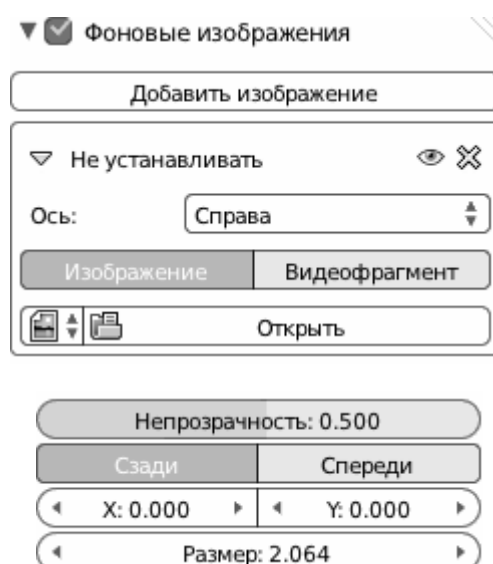 Фоновые изображения
Добавить изображение
Не устанавливать
Ось: Справа
Изображение Видеофрагмент
Открыть
Непрозрачность: 0.500
Сзади Спереди
X: 0.000 Y: 0.000
Размер: 2.064